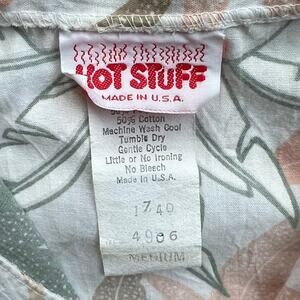 HOT STUFF
MADE IN U.S.A.
50%
50% Cotton
Machine Wash Cool
Tumble Dry
Gentle Cycle
Little or No Ironing
No Bleach
Made in U.S.A.
1740
4906
MEDIUM